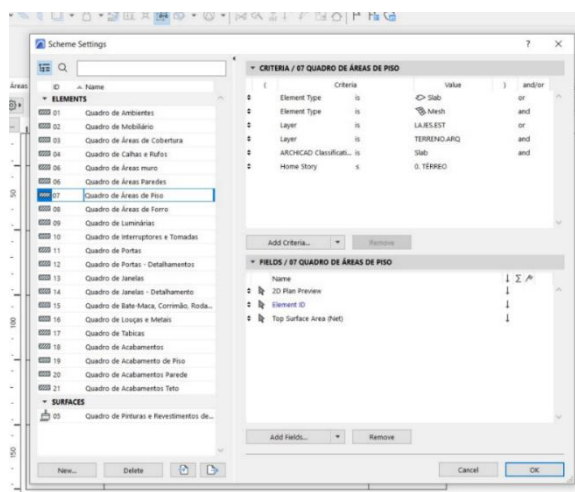 Scheme Settings
? ×
Áreas
ID Name
ELEMENTS
01 Quadro de Ambientes
02 Quadro de Mobiliário
03 Quadro de Áreas de Cobertura
04 Quadro de Calhas e Rufos
06 Quadro de Áreas muro
06 Quadro de Áreas Paredes
07 Quadro de Áreas de Piso
08 Quadro de Áreas de Forro
09 Quadro de Luminárias
10 Quadro de Interruptores e Tomadas
11 Quadro de Portas
12 Quadro de Portas - Detalhamentos
13 Quadro de Janelas
14 Quadro de Janelas - Detalhamento
15 Quadro de Bate-Maca, Corrimão, Roda...
16 Quadro de Louças e Metais
17 Quadro de Tabicas
18 Quadro de Acabamentos
19 Quadro de Acabamento de Piso
20 Quadro de Acabamentos Parede
21 Quadro de Acabamentos Teto
SURFACES
05 Quadro de Pinturas e Revestimentos de...
New... Delete
CRITERIA / 07 QUADRO DE ÁREAS DE PISO
( Criteria Value ) and/or
Element Type is Slab or
Element Type is Mesh and
Layer is LAJES.EST or
Layer is TERRENO.ARQ and
ARCHICAD Classificati... is Slab and
Home Story ≤ 0. TÉRREO
Add Criteria... Remove
FIELDS / 07 QUADRO DE ÁREAS DE PISO
Name
2D Plan Preview
Element ID
Top Surface Area (Net)
Add Fields... Remove
Cancel OK
50
100
150